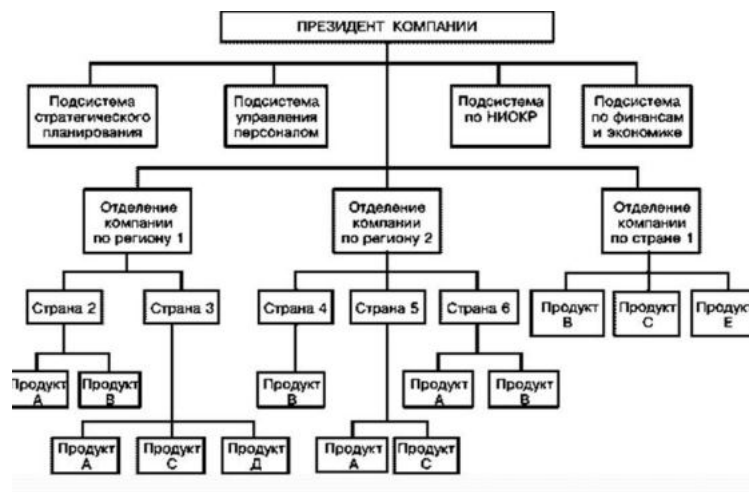 ПРЕЗИДЕНТ КОМПАНИИ
Подсистема
стратегического
планирования
Подсистема
управления
персоналом
Подсистема
по НИОКР
Подсистема
по финансам
и экономике
Отделение
компании
по региону 1
Отделение
компании
по региону 2
Отделение
компании
по стране 1
Страна 2
Страна 3
Страна 4
Страна 5
Страна 6
Продукт
В
Продукт
С
Продукт
Е
Продукт
А
Продукт
В
Продукт
В
Продукт
А
Продукт
В
Продукт
А
Продукт
С
Продукт
Д
Продукт
А
Продукт
С